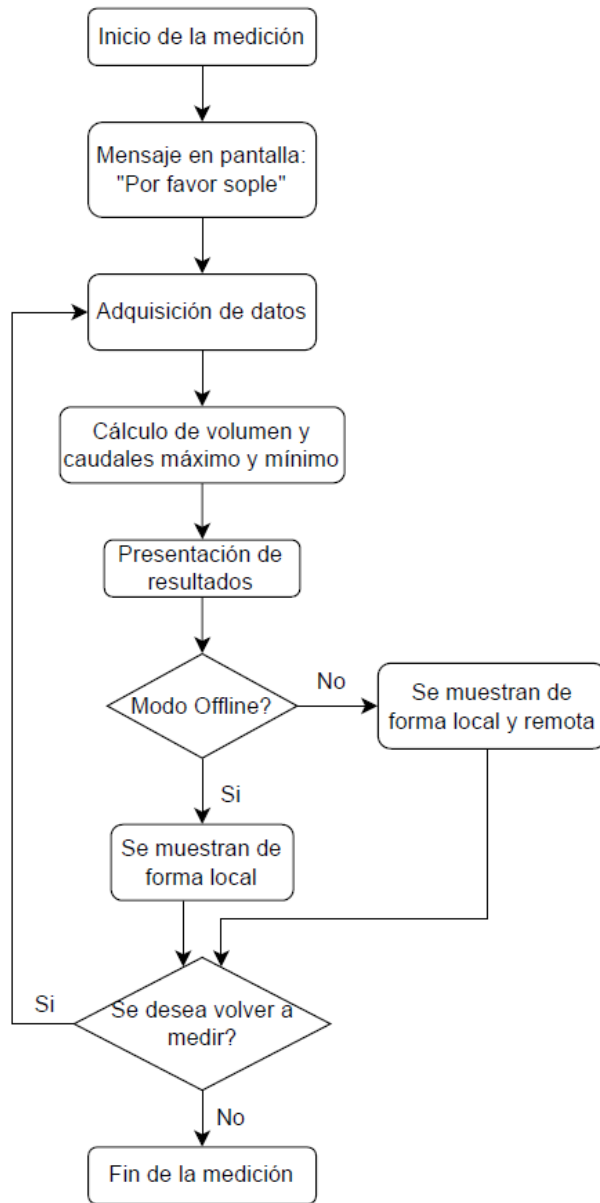 Inicio de la medición
Mensaje en pantalla:
"Por favor sople"
Adquisición de datos
Cálculo de volumen y
caudales máximo y mínimo
Presentación de
resultados
Modo Offline?
No
Se muestran de
forma local y remota
Si
Se muestran de
forma local
Se desea volver a
medir?
Si
No
Fin de la medición